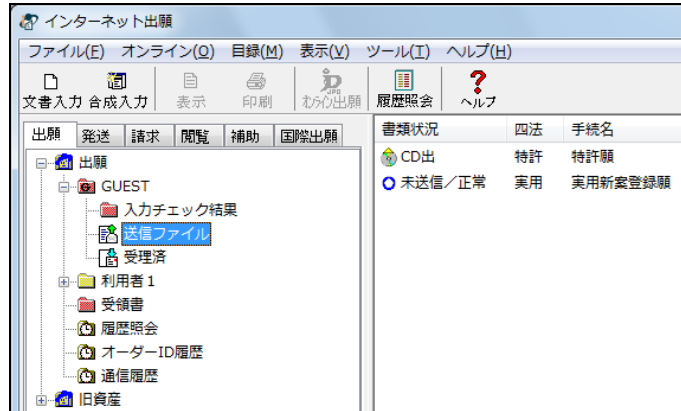 インターネット出願
ファイル(F) オンライン(O) 目録(M) 表示(V) ツール(T) ヘルプ(H)
文書入力 合成入力 表示 印刷 オンライン出願 履歴照会 ヘルプ
出願 発送 請求 閲覧 補助 国際出願
書類状況 四法 手続名
出願
CD出 特許 特許願
GUEST
未送信／正常 実用 実用新案登録願
入力チェック結果
送信ファイル
受理済
利用者1
受領書
履歴照会
オーダーID履歴
通信履歴
旧資産